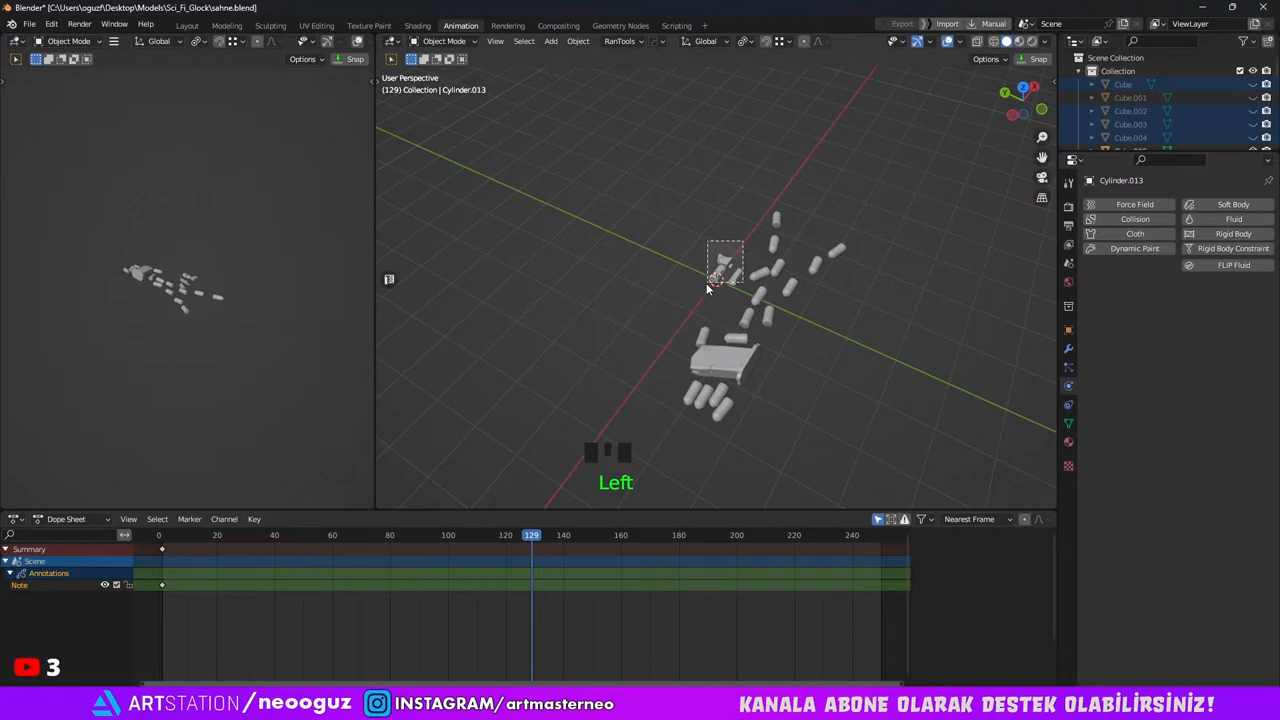 Blender* [C:\Users\oguzf\Desktop\Models\Sci_Fi_Glock\sahne.blend]
File Edit Render Window Help Layout Modeling Sculpting UV Editing Texture Paint Shading Animation Rendering Compositing Geometry Nodes Scripting Export Import Manual Scene ViewLayer
Object Mode Global Object Mode View Select Add Object RanTools Global
Options Snap Options Snap
Scene Collection
Collection
Cube
Cube.001
Cube.002
Cube.003
Cube.004
User Perspective
(129) Collection | Cylinder.013
X
Y
Z
Cylinder.013
Force Field Soft Body
Collision Fluid
Cloth Rigid Body
Dynamic Paint Rigid Body Constraint
FLIP Fluid
Left
Dope Sheet View Select Marker Channel Key Nearest Frame
0 20 40 60 80 100 120 129 140 160 180 200 220 240
Summary
Scene
Annotations
Note
3
ARTSTATION/neooguz INSTAGRAM/artmasterneo KANALA ABONE OLARAK DESTEK OLABİLİRSİNİZ!